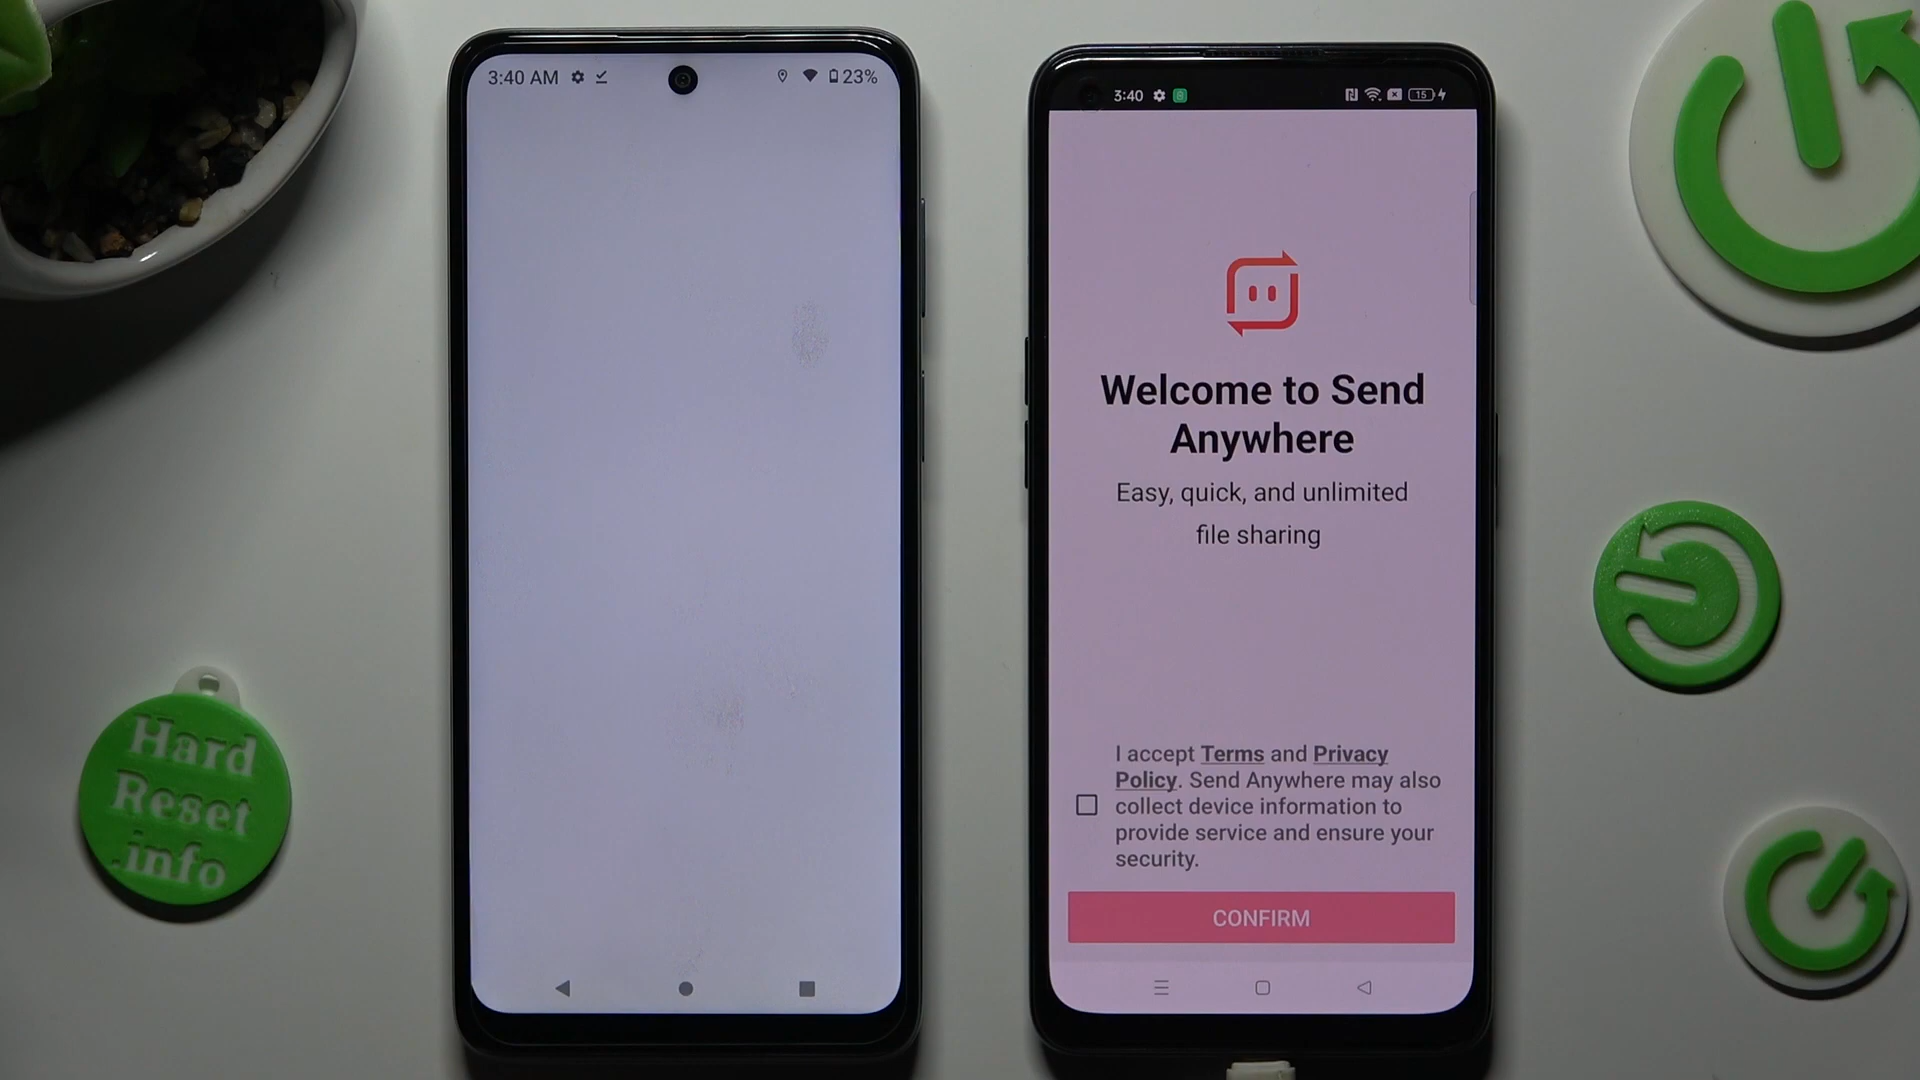 3:40 AM
23%
3:40
15
Welcome to Send
Anywhere
Easy, quick, and unlimited
file sharing
I accept Terms and Privacy
Policy. Send Anywhere may also
collect device information to
provide service and ensure your
security.
CONFIRM
Hard
Reset
.info